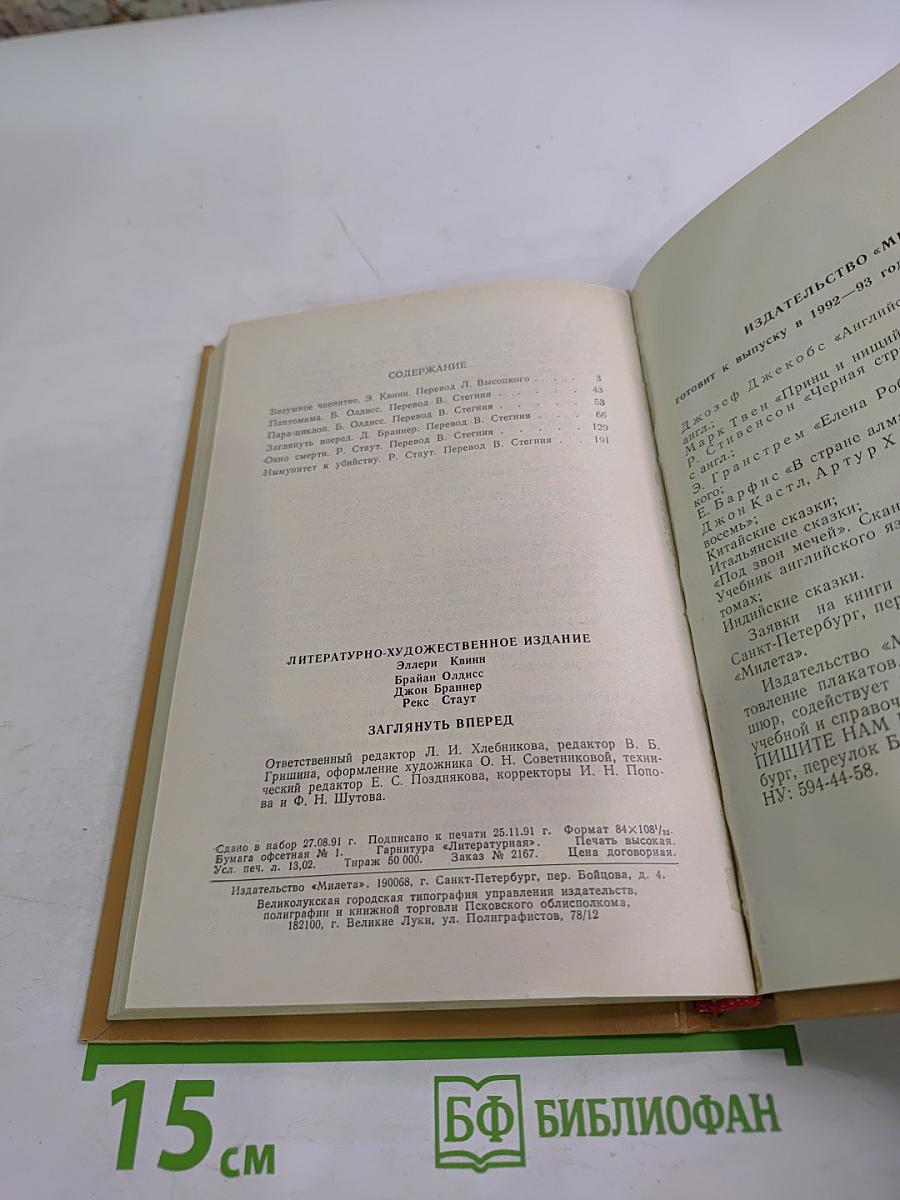 СОДЕРЖАНИЕ
Безумное чаепитие. Э. Квин. Перевод Л. Высоцкого . . . . 3
Пантомима. Б. Олдисс. Перевод В. Стегния . . . . . 43
Пара-циклоп. Б. Олдисс. Перевод В. Стегния . . . . . 53
Заглянуть вперед. Д. Браннер. Перевод В. Стегния . . . . 66
Окно смерти. Р. Стаут. Перевод В. Стегния . . . . . 129
Иммунитет к убийству. Р. Стаут. Перевод В. Стегния . . . . 191
ЛИТЕРАТУРНО-ХУДОЖЕСТВЕННОЕ ИЗДАНИЕ
Эллери Квинн
Брайан Олдисс
Джон Браннер
Рекс Стаут
ЗАГЛЯНУТЬ ВПЕРЕД
Ответственный редактор Л. И. Хлебникова, редактор В. Б.
Гришина, оформление художника О. Н. Советниковой, техни-
ческий редактор Е. С. Позднякова, корректоры И. Н. Попо-
ва и Ф. Н. Шутова.
Сдано в набор 27.08.91 г. Подписано к печати 25.11.91 г. Формат 84×108¹/₃₂.
Бумага офсетная № 1. Гарнитура «Литературная». Печать высокая.
Усл. печ. л. 13,02. Тираж 50 000. Заказ № 2167. Цена договорная.
Издательство «Милета». 190068, г. Санкт-Петербург, пер. Бойцова, д. 4.
Великолукская городская типография управления издательств,
полиграфии и книжной торговли Псковского облисполкома,
182100, г. Великие Луки, ул. Полиграфистов, 78/12
ИЗДАТЕЛЬСТВО «МИ
готовит к выпуску в 1992—93 год
Джозеф Джекобс «Английс
англ.;
Марк Твен «Принц и нищий
Р. Стивенсон «Черная стр
с англ.;
Э. Гранстрем «Елена Роб
кого;
Е. Барфис «В стране алма
Джон Кастл, Артур Х
восемь»;
Китайские сказки;
Итальянские сказки;
«Под звон мечей». Скан
Учебник английского яз
томах;
Индийские сказки.
Заявки на книги
Санкт-Петербург, пер
«Милета».
Издательство «М
товление плакатов,
шюр, содействует
учебной и справоч
ПИШИТЕ НАМ
бург, переулок Б
НУ: 594-44-58.
15 см
БФ БИБЛИОФАН